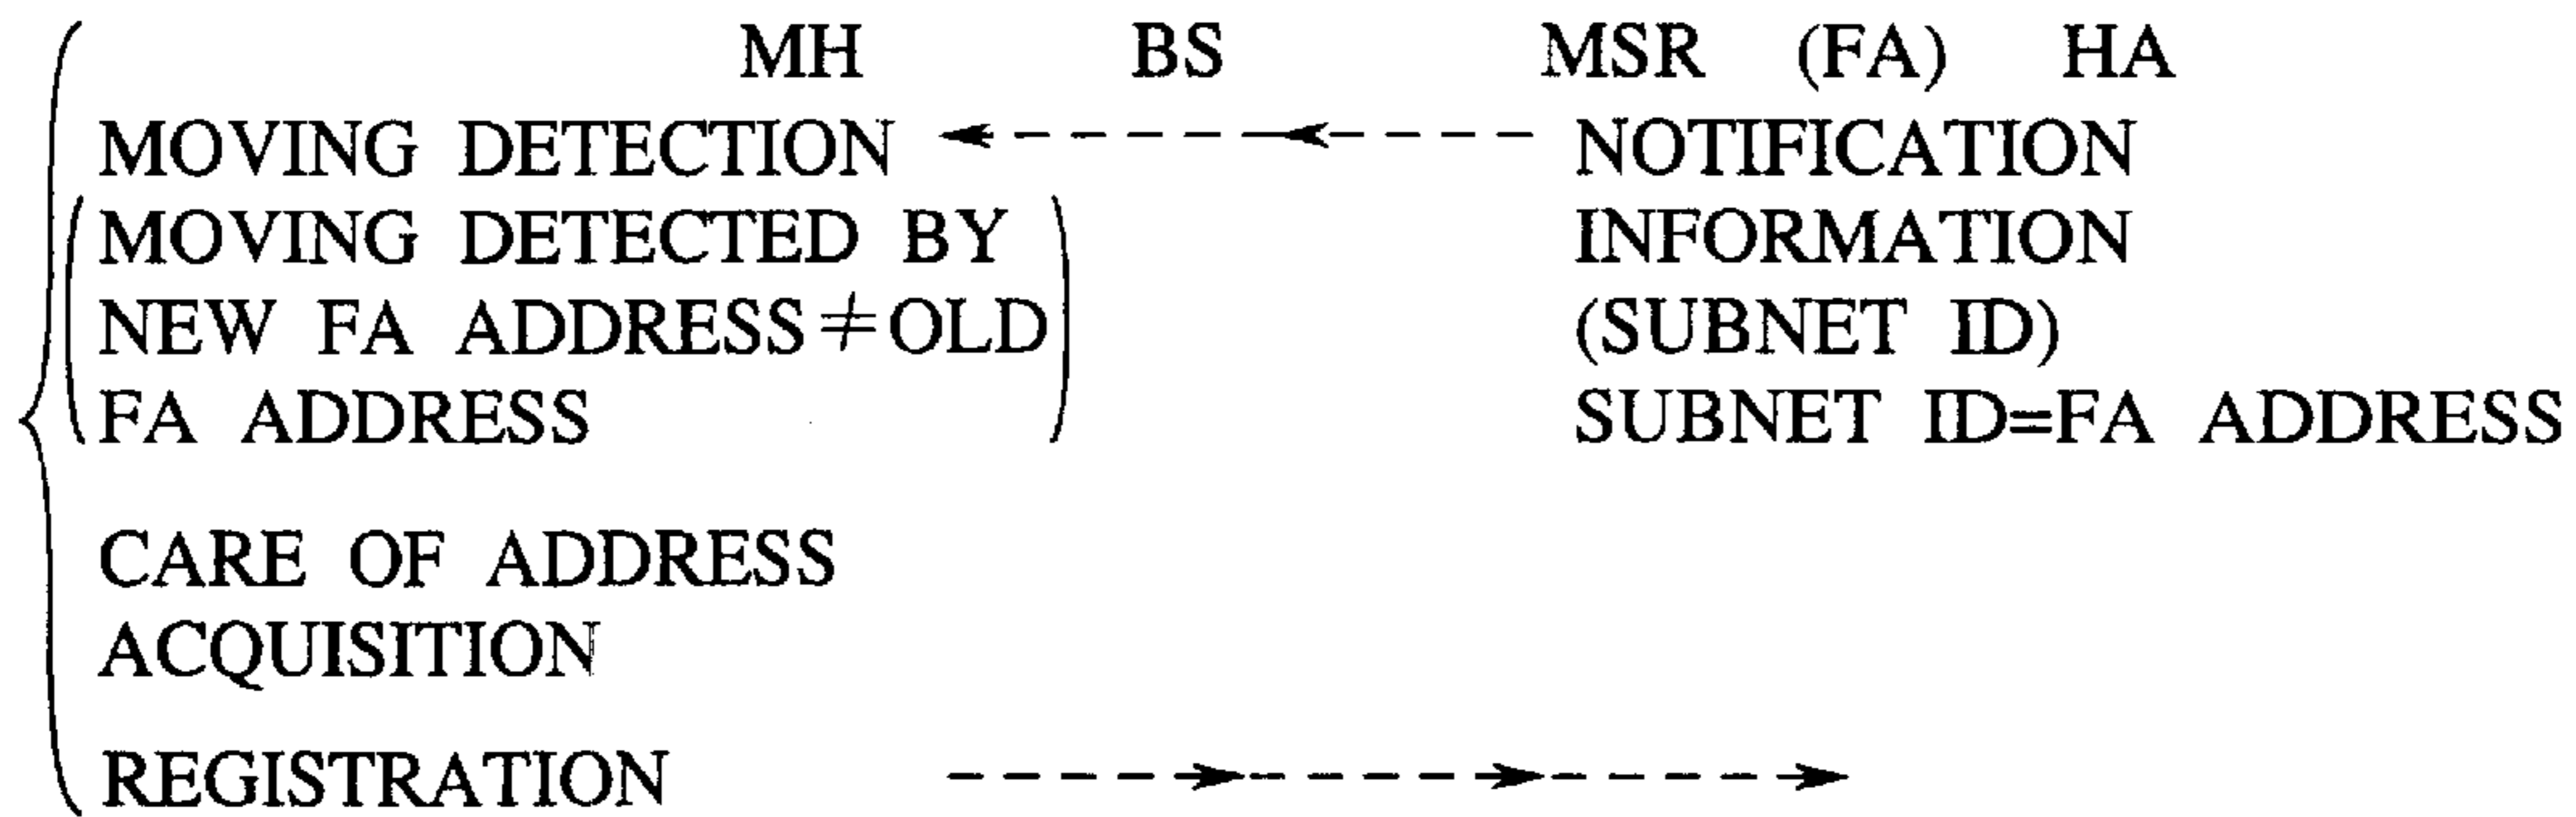 MH BS MSR (FA) HA
MOVING DETECTION NOTIFICATION
MOVING DETECTED BY INFORMATION
NEW FA ADDRESS≠OLD (SUBNET ID)
FA ADDRESS SUBNET ID=FA ADDRESS
CARE OF ADDRESS
ACQUISITION
REGISTRATION